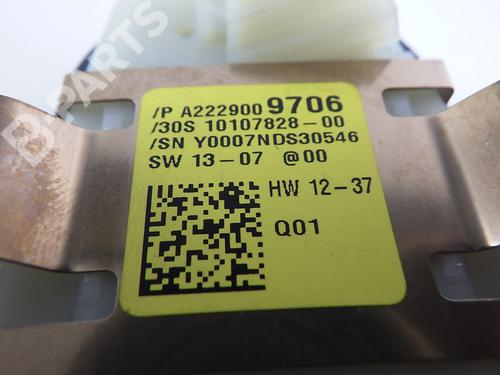 B-PARTS
/P A2229009706
/30S 10107828-00
/SN Y0007NDS30546
SW 13-07 @00
HW 12-37
Q01